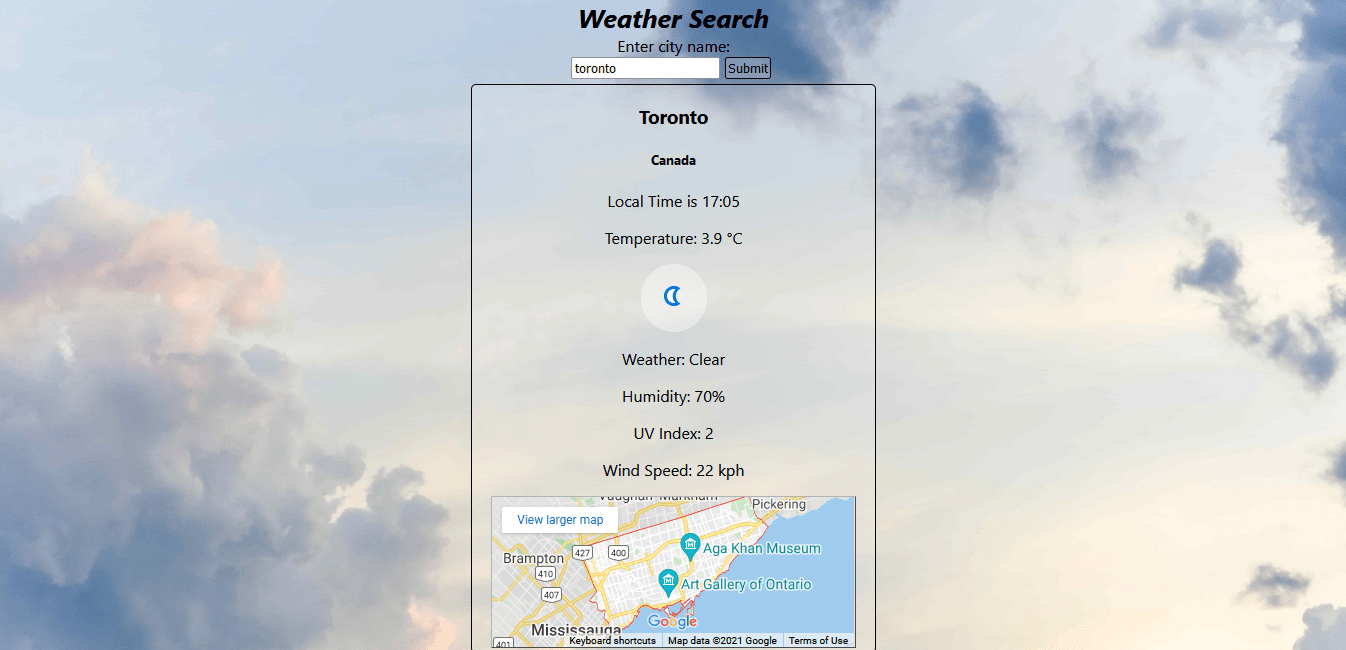 Weather Search
Enter city name:
toronto Submit
Toronto
Canada
Local Time is 17:05
Temperature: 3.9 °C
Weather: Clear
Humidity: 70%
UV Index: 2
Wind Speed: 22 kph
Vaughan Markham
Pickering
View larger map
427 400
Aga Khan Museum
Brampton
410
Art Gallery of Ontario
407
Google
Mississauga
401
Keyboard shortcuts Map data ©2021 Google Terms of Use